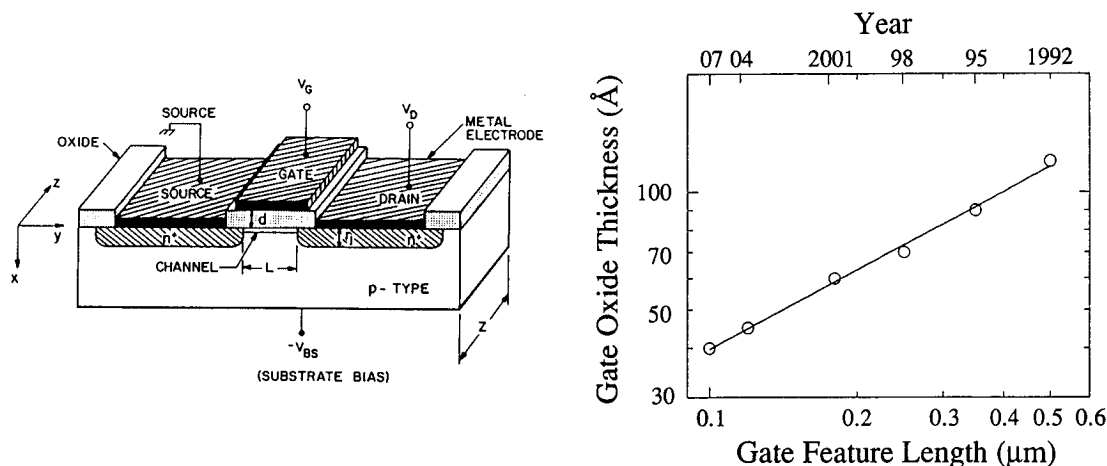 V_G
SOURCE
V_D
METAL
ELECTRODE
OXIDE
GATE
SOURCE
DRAIN
z
y
x
d
n⁺
r_j
n⁺
CHANNEL
L
p - TYPE
Z
-V_BS
(SUBSTRATE BIAS)
Year
07 04 2001 98 95 1992
Gate Oxide Thickness (Å)
100
70
50
30
0.1 0.2 0.3 0.4 0.5 0.6
Gate Feature Length (μm)